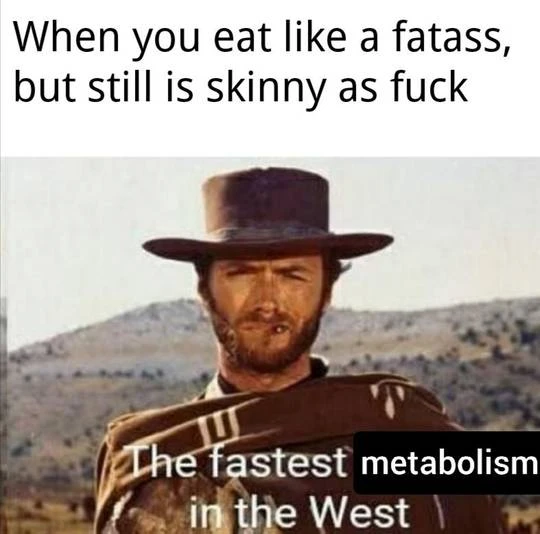 When you eat like a fatass,
but still is skinny as fuck
The fastest metabolism
in the West